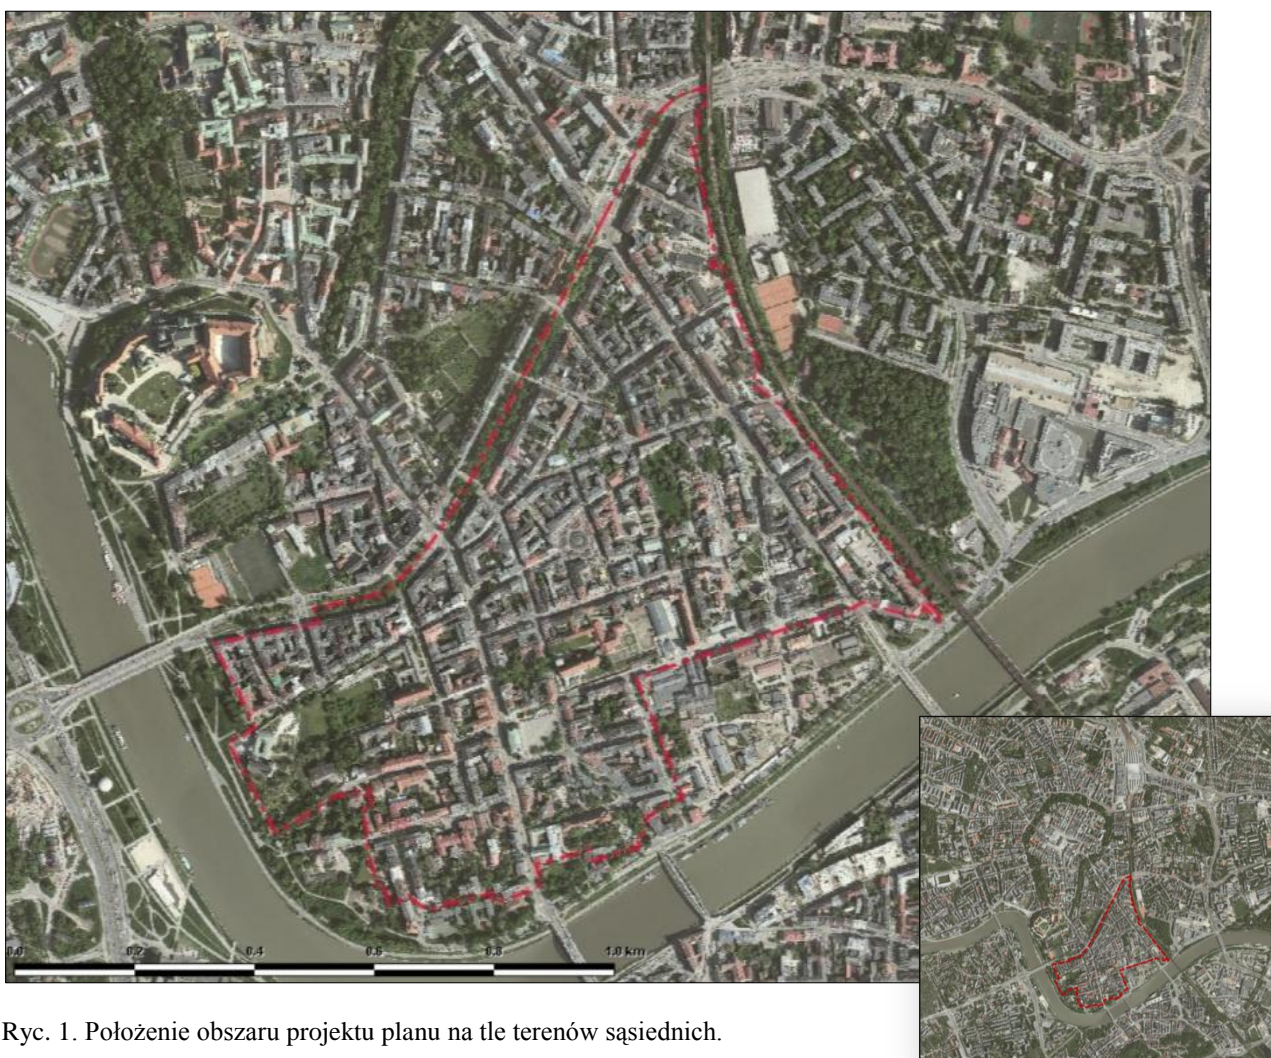 0.0 0.2 0.4 0.6 0.8 1.0 km
Ryc. 1. Położenie obszaru projektu planu na tle terenów sąsiednich.